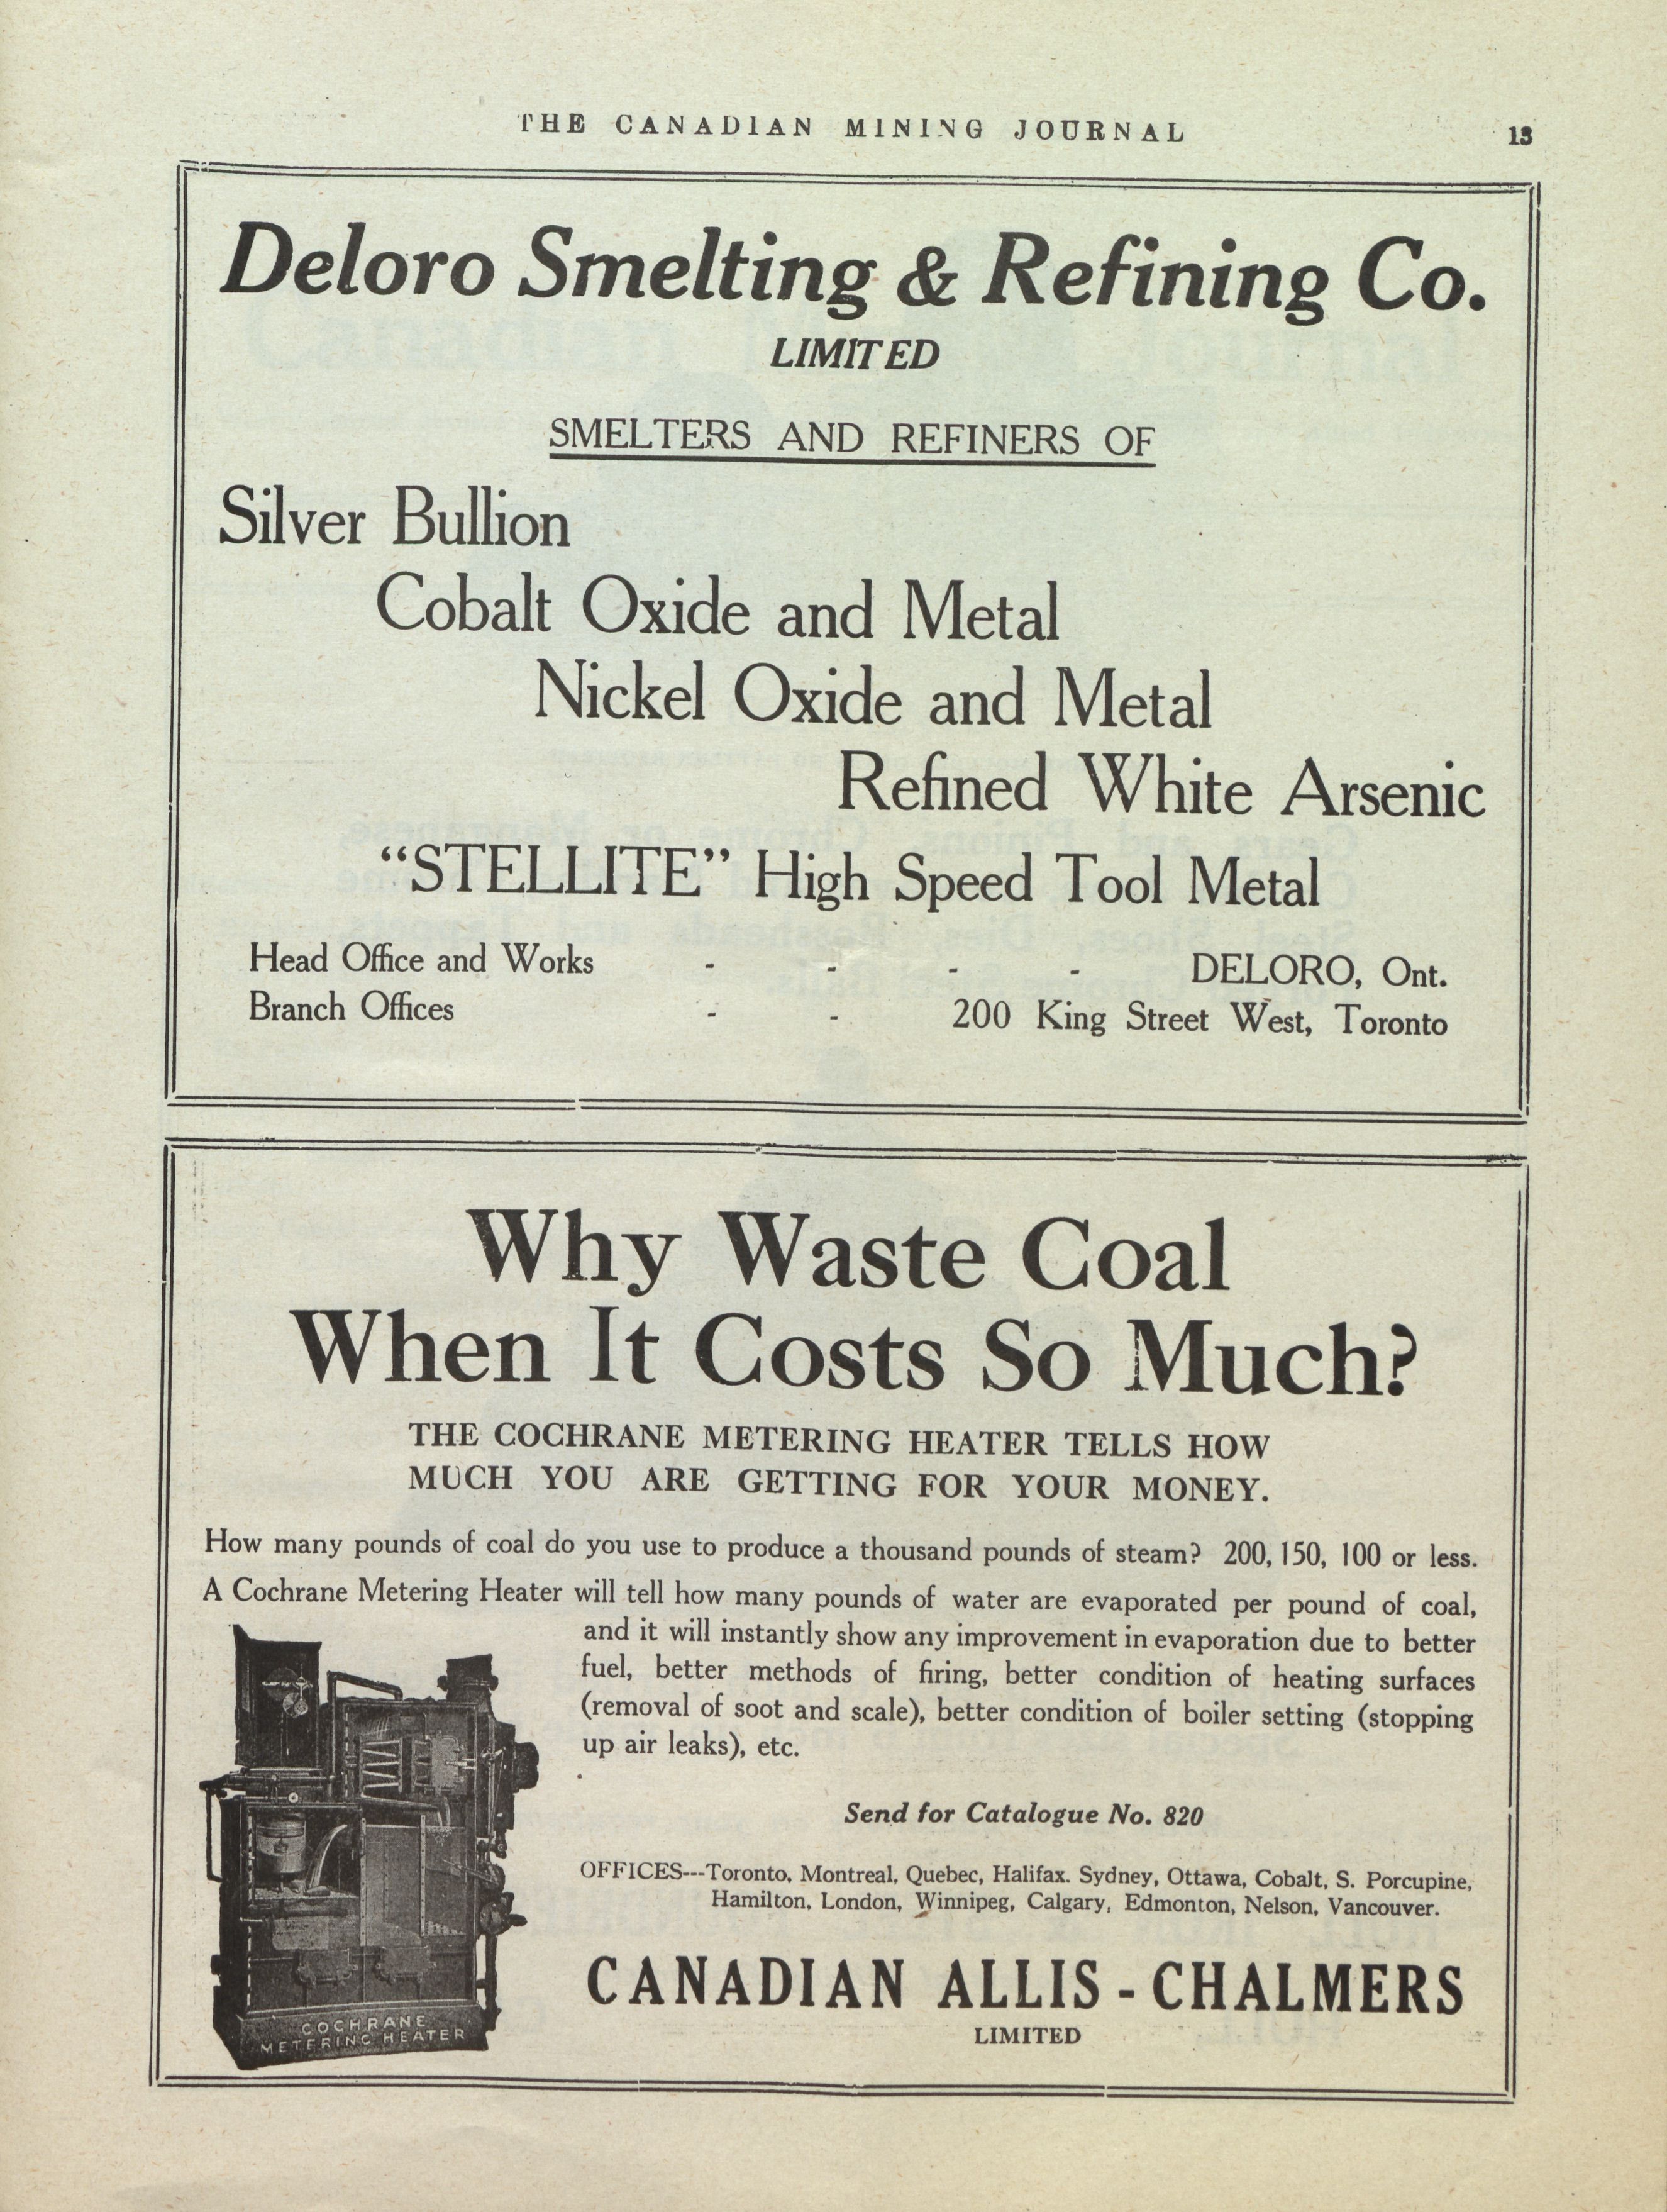 THE CANADIAN MINING JOURNAL 13
Deloro Smelting & Refining Co.
LIMITED
SMELTERS AND REFINERS OF
Silver Bullion
Cobalt Oxide and Metal
Nickel Oxide and Metal
Refined White Arsenic
“STELLITE” High Speed Tool Metal
Head Office and Works - - - - DELORO, Ont.
Branch Offices - - 200 King Street West, Toronto
Why Waste Coal
When It Costs So Much?
THE COCHRANE METERING HEATER TELLS HOW
MUCH YOU ARE GETTING FOR YOUR MONEY.
How many pounds of coal do you use to produce a thousand pounds of steam? 200, 150, 100 or less.
A Cochrane Metering Heater will tell how many pounds of water are evaporated per pound of coal,
and it will instantly show any improvement in evaporation due to better
fuel, better methods of firing, better condition of heating surfaces
(removal of soot and scale), better condition of boiler setting (stopping
up air leaks), etc.
Send for Catalogue No. 820
OFFICES---Toronto, Montreal, Quebec, Halifax. Sydney, Ottawa, Cobalt, S. Porcupine,
Hamilton, London, Winnipeg, Calgary, Edmonton, Nelson, Vancouver.
CANADIAN ALLIS - CHALMERS
LIMITED
COCHRANE
METERING HEATER